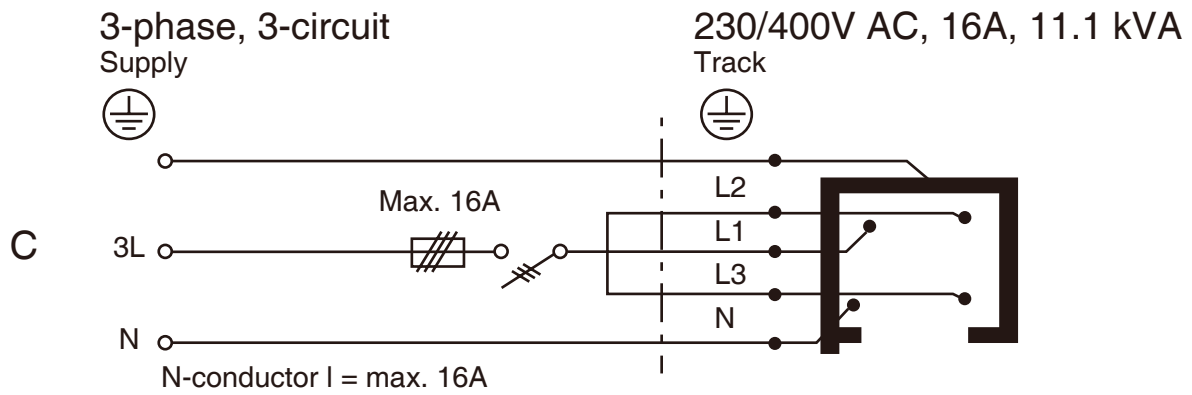 3-phase, 3-circuit
Supply
230/400V AC, 16A, 11.1 kVA
Track
L2
Max. 16A
C
3L
L1
L3
N
N
N-conductor I = max. 16A